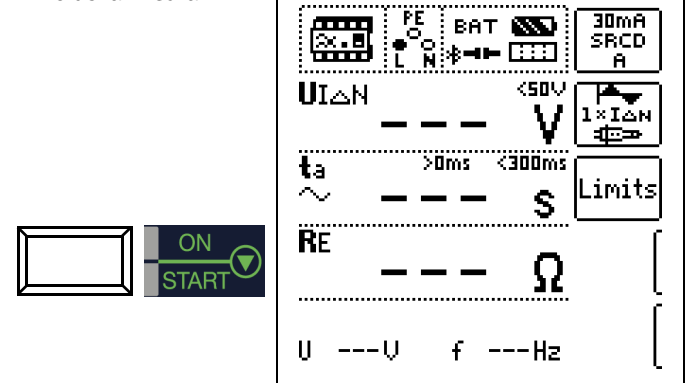 PE
L N
BAT
30mA
SRCD
A
UI△N
<50V
--- V
1×I△N
ta
>0ms <300ms
∼ --- s
Limits
ON
START
RE
--- Ω
U ---V f ---Hz